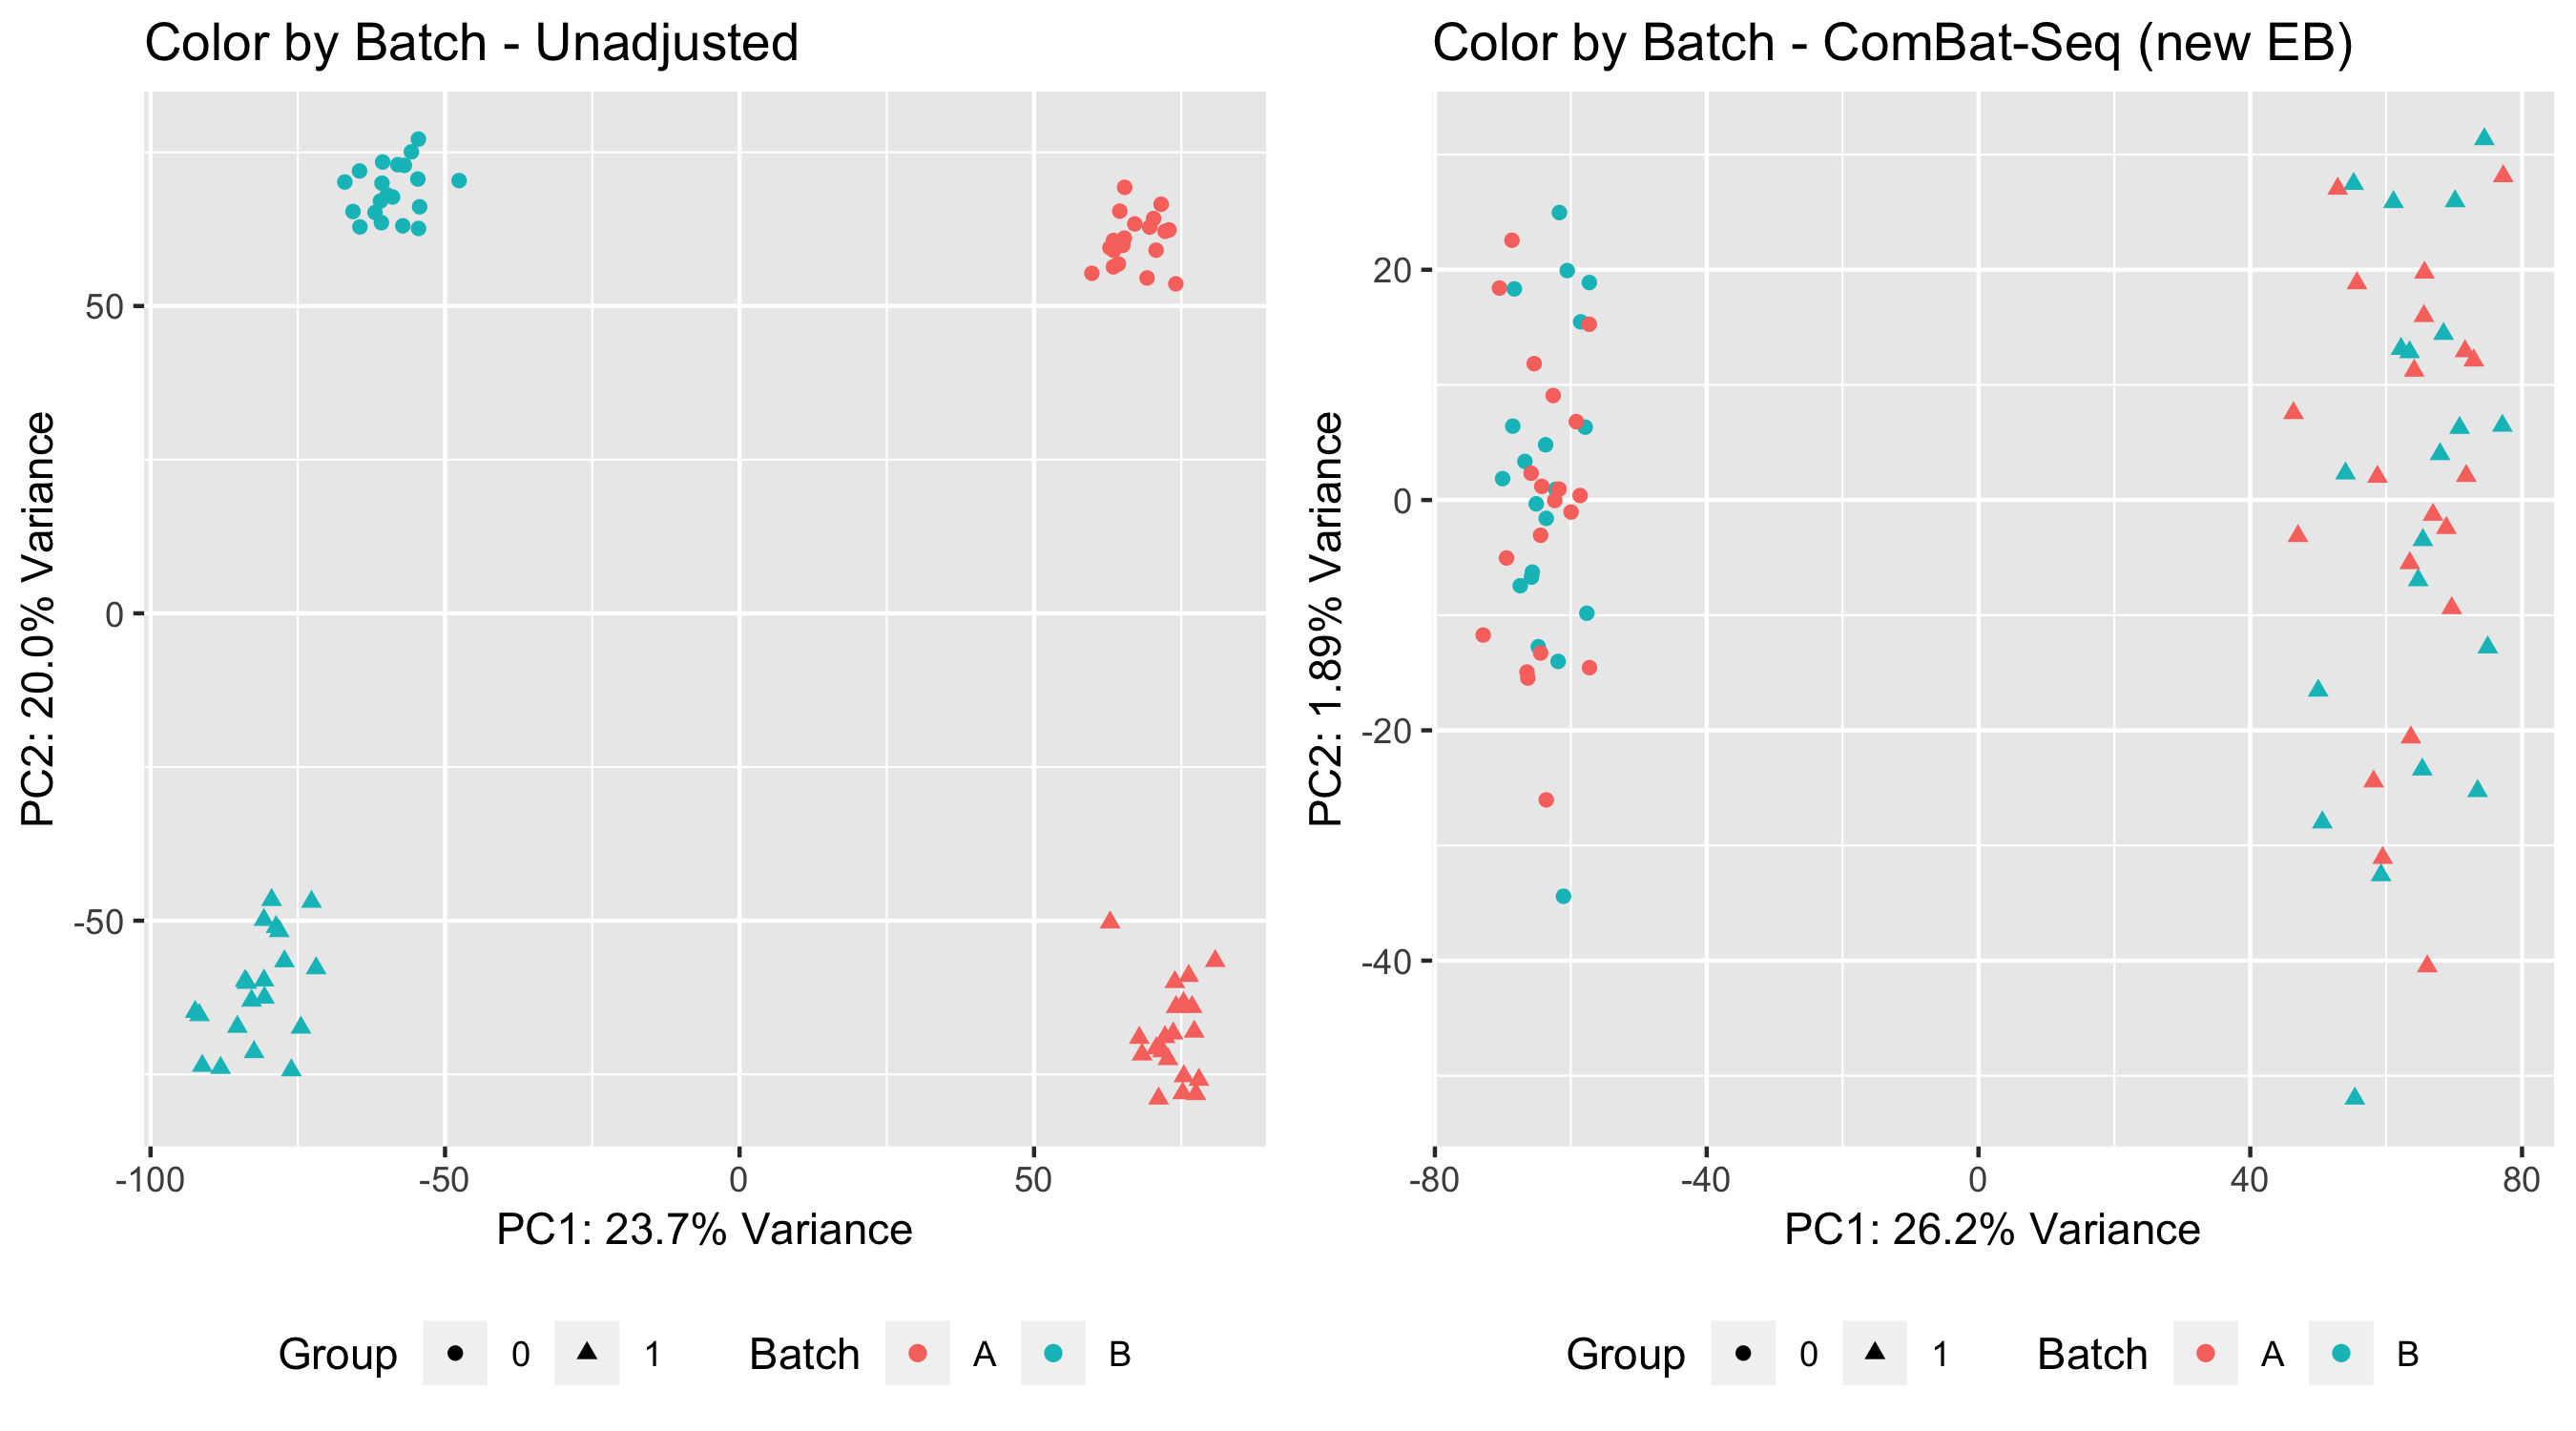 Color by Batch - Unadjusted
PC2: 20.0% Variance
50
0
-50
-100
-50
0
50
PC1: 23.7% Variance
Group 0 1 Batch A B
Color by Batch - ComBat-Seq (new EB)
PC2: 1.89% Variance
20
0
-20
-40
-80
-40
0
40
80
PC1: 26.2% Variance
Group 0 1 Batch A B